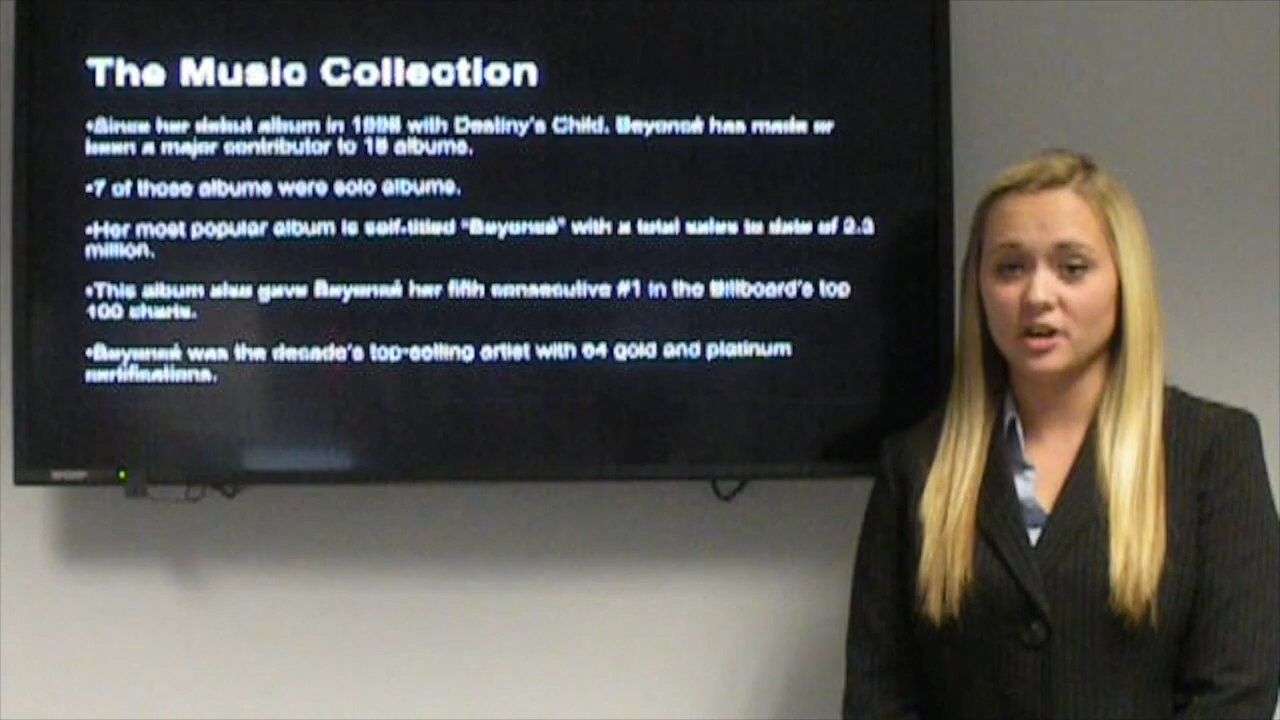 The Music Collection
•Since her debut album in 1998 with Destiny's Child. Beyoncé has made or
been a major contributor to albums.
•7 of those albums were solo albums.
•Her most popular album is self-titled "Beyoncé" with a total sales to date of 2.3
million.
•This album also gave Beyoncé her fifth consecutive #1 in the Billboard's top
100 charts.
•Beyoncé was the decade's top-selling artist with 64 gold and platinum
certifications.